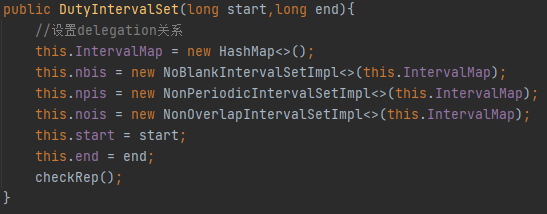 public DutyIntervalSet(long start,long end){
//设置delegation关系
this.IntervalMap = new HashMap<>();
this.nbis = new NoBlankIntervalSetImpl<>(this.IntervalMap);
this.npis = new NonPeriodicIntervalSetImpl<>(this.IntervalMap);
this.nois = new NonOverlapIntervalSetImpl<>(this.IntervalMap);
this.start = start;
this.end = end;
checkRep();
}